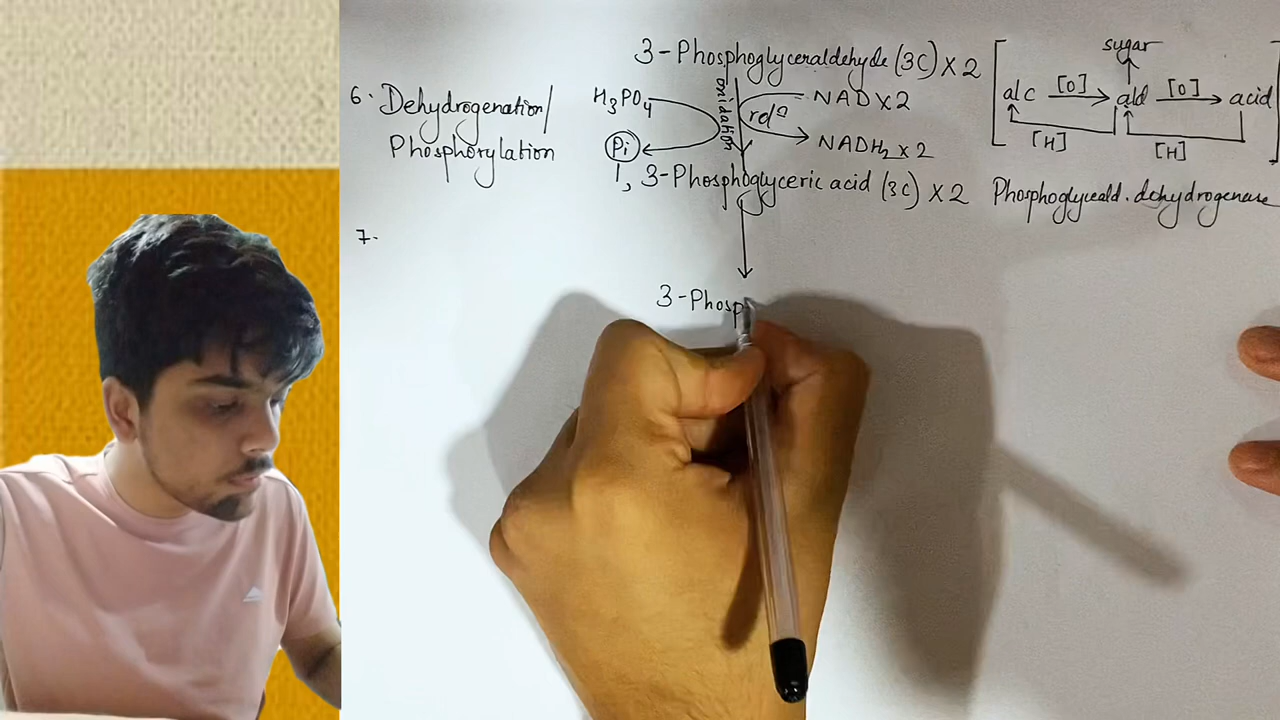 3-Phosphoglyceraldehyde (3C) X 2
sugar
alc [O] ald [O] acid
[H] [H]
6. Dehydrogenation/
Phosphorylation
H₃PO₄
oxidation
NAD X 2
redⁿ
Pi
NADH₂ X 2
1, 3-Phosphoglyceric acid (3C) X 2
Phosphoglyceald. dehydrogenase
7.
3-Phosp